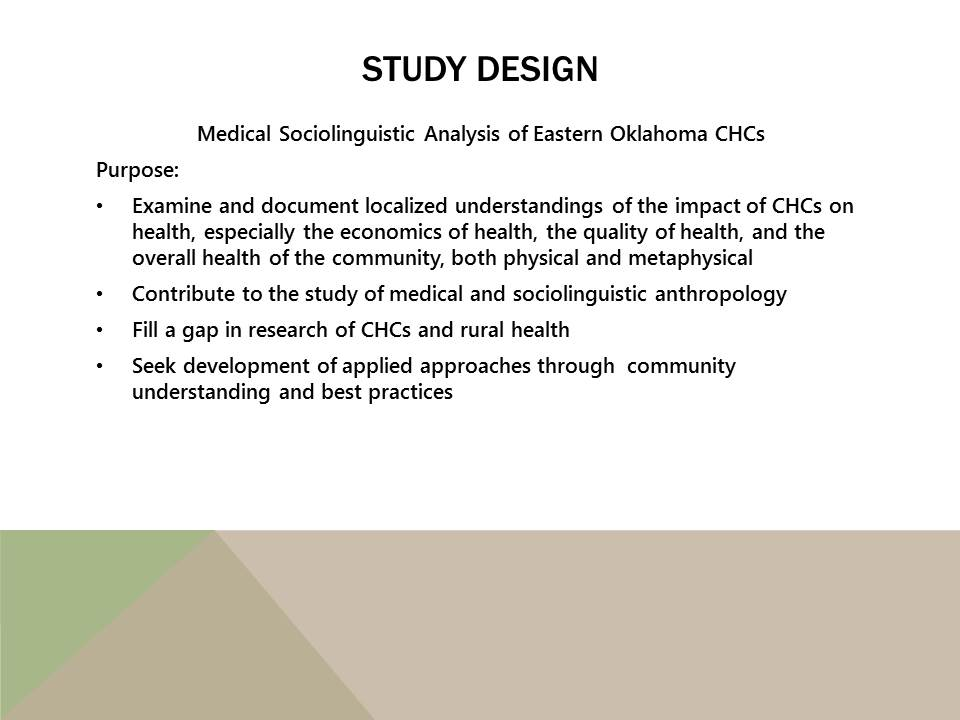 STUDY DESIGN
Medical Sociolinguistic Analysis of Eastern Oklahoma CHCs
Purpose:
• Examine and document localized understandings of the impact of CHCs on
health, especially the economics of health, the quality of health, and the
overall health of the community, both physical and metaphysical
• Contribute to the study of medical and sociolinguistic anthropology
• Fill a gap in research of CHCs and rural health
• Seek development of applied approaches through  community
understanding and best practices